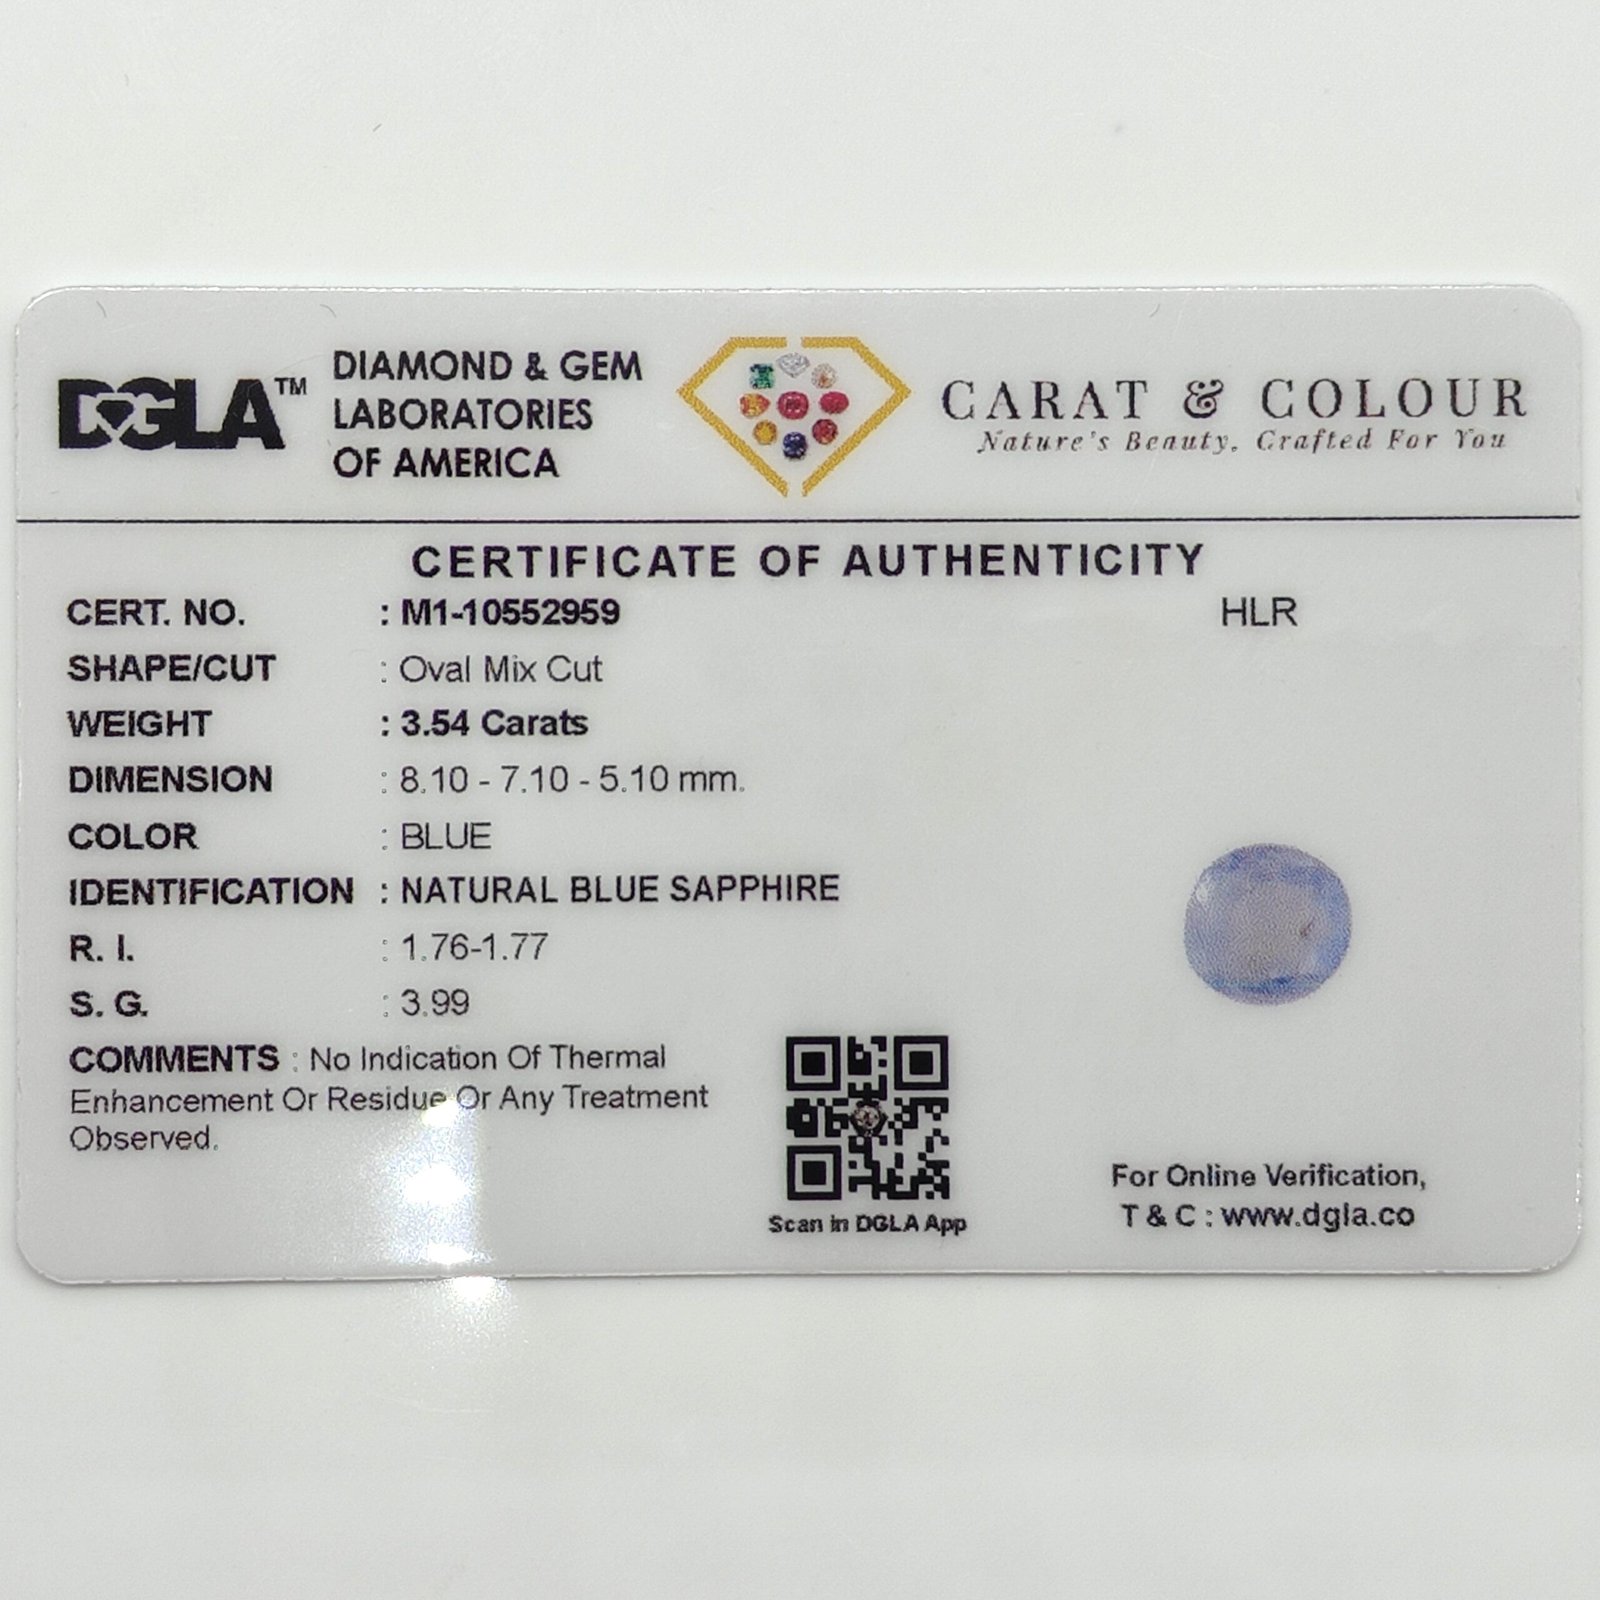 DGLA™ DIAMOND & GEM
LABORATORIES
OF AMERICA
CARAT & COLOUR
Nature's Beauty, Crafted For You
CERTIFICATE OF AUTHENTICITY
CERT. NO. : M1-10552959 HLR
SHAPE/CUT : Oval Mix Cut
WEIGHT : 3.54 Carats
DIMENSION : 8.10 - 7.10 - 5.10 mm.
COLOR : BLUE
IDENTIFICATION : NATURAL BLUE SAPPHIRE
R. I. : 1.76-1.77
S. G. : 3.99
COMMENTS : No Indication Of Thermal
Enhancement Or Residue Or Any Treatment
Observed.
Scan in DGLA App
For Online Verification,
T & C : www.dgla.co